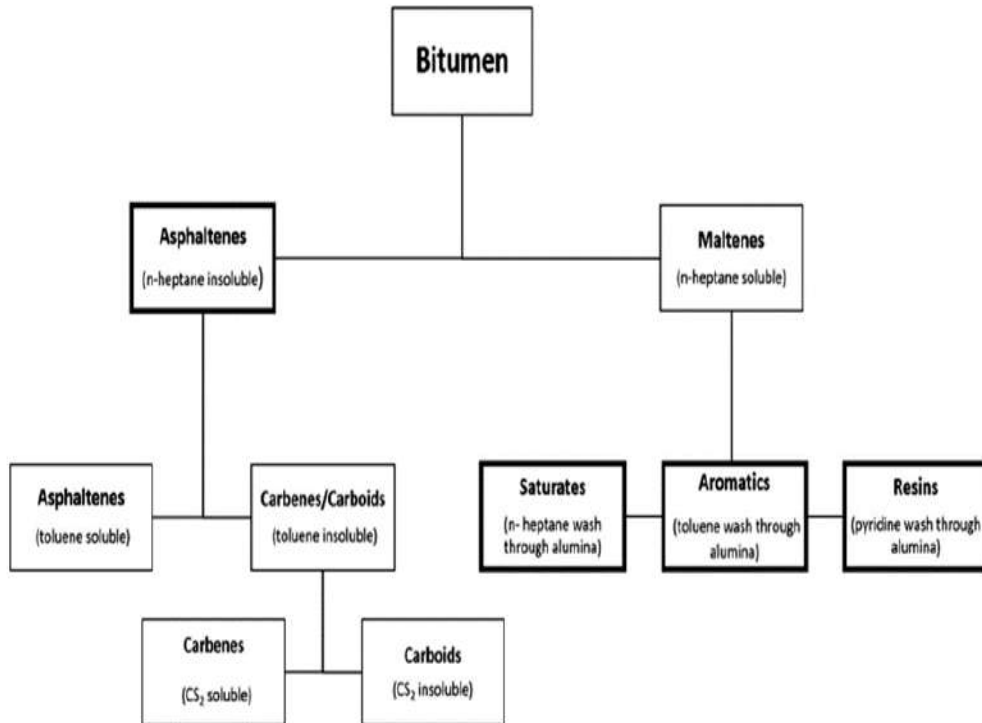 Bitumen
Asphaltenes
(n-heptane insoluble)
Maltenes
(n-heptane soluble)
Asphaltenes
(toluene soluble)
Carbenes/Carboids
(toluene insoluble)
Saturates
(n- heptane wash
through alumina)
Aromatics
(toluene wash through
alumina)
Resins
(pyridine wash through
alumina)
Carbenes
(CS₂ soluble)
Carboids
(CS₂ insoluble)